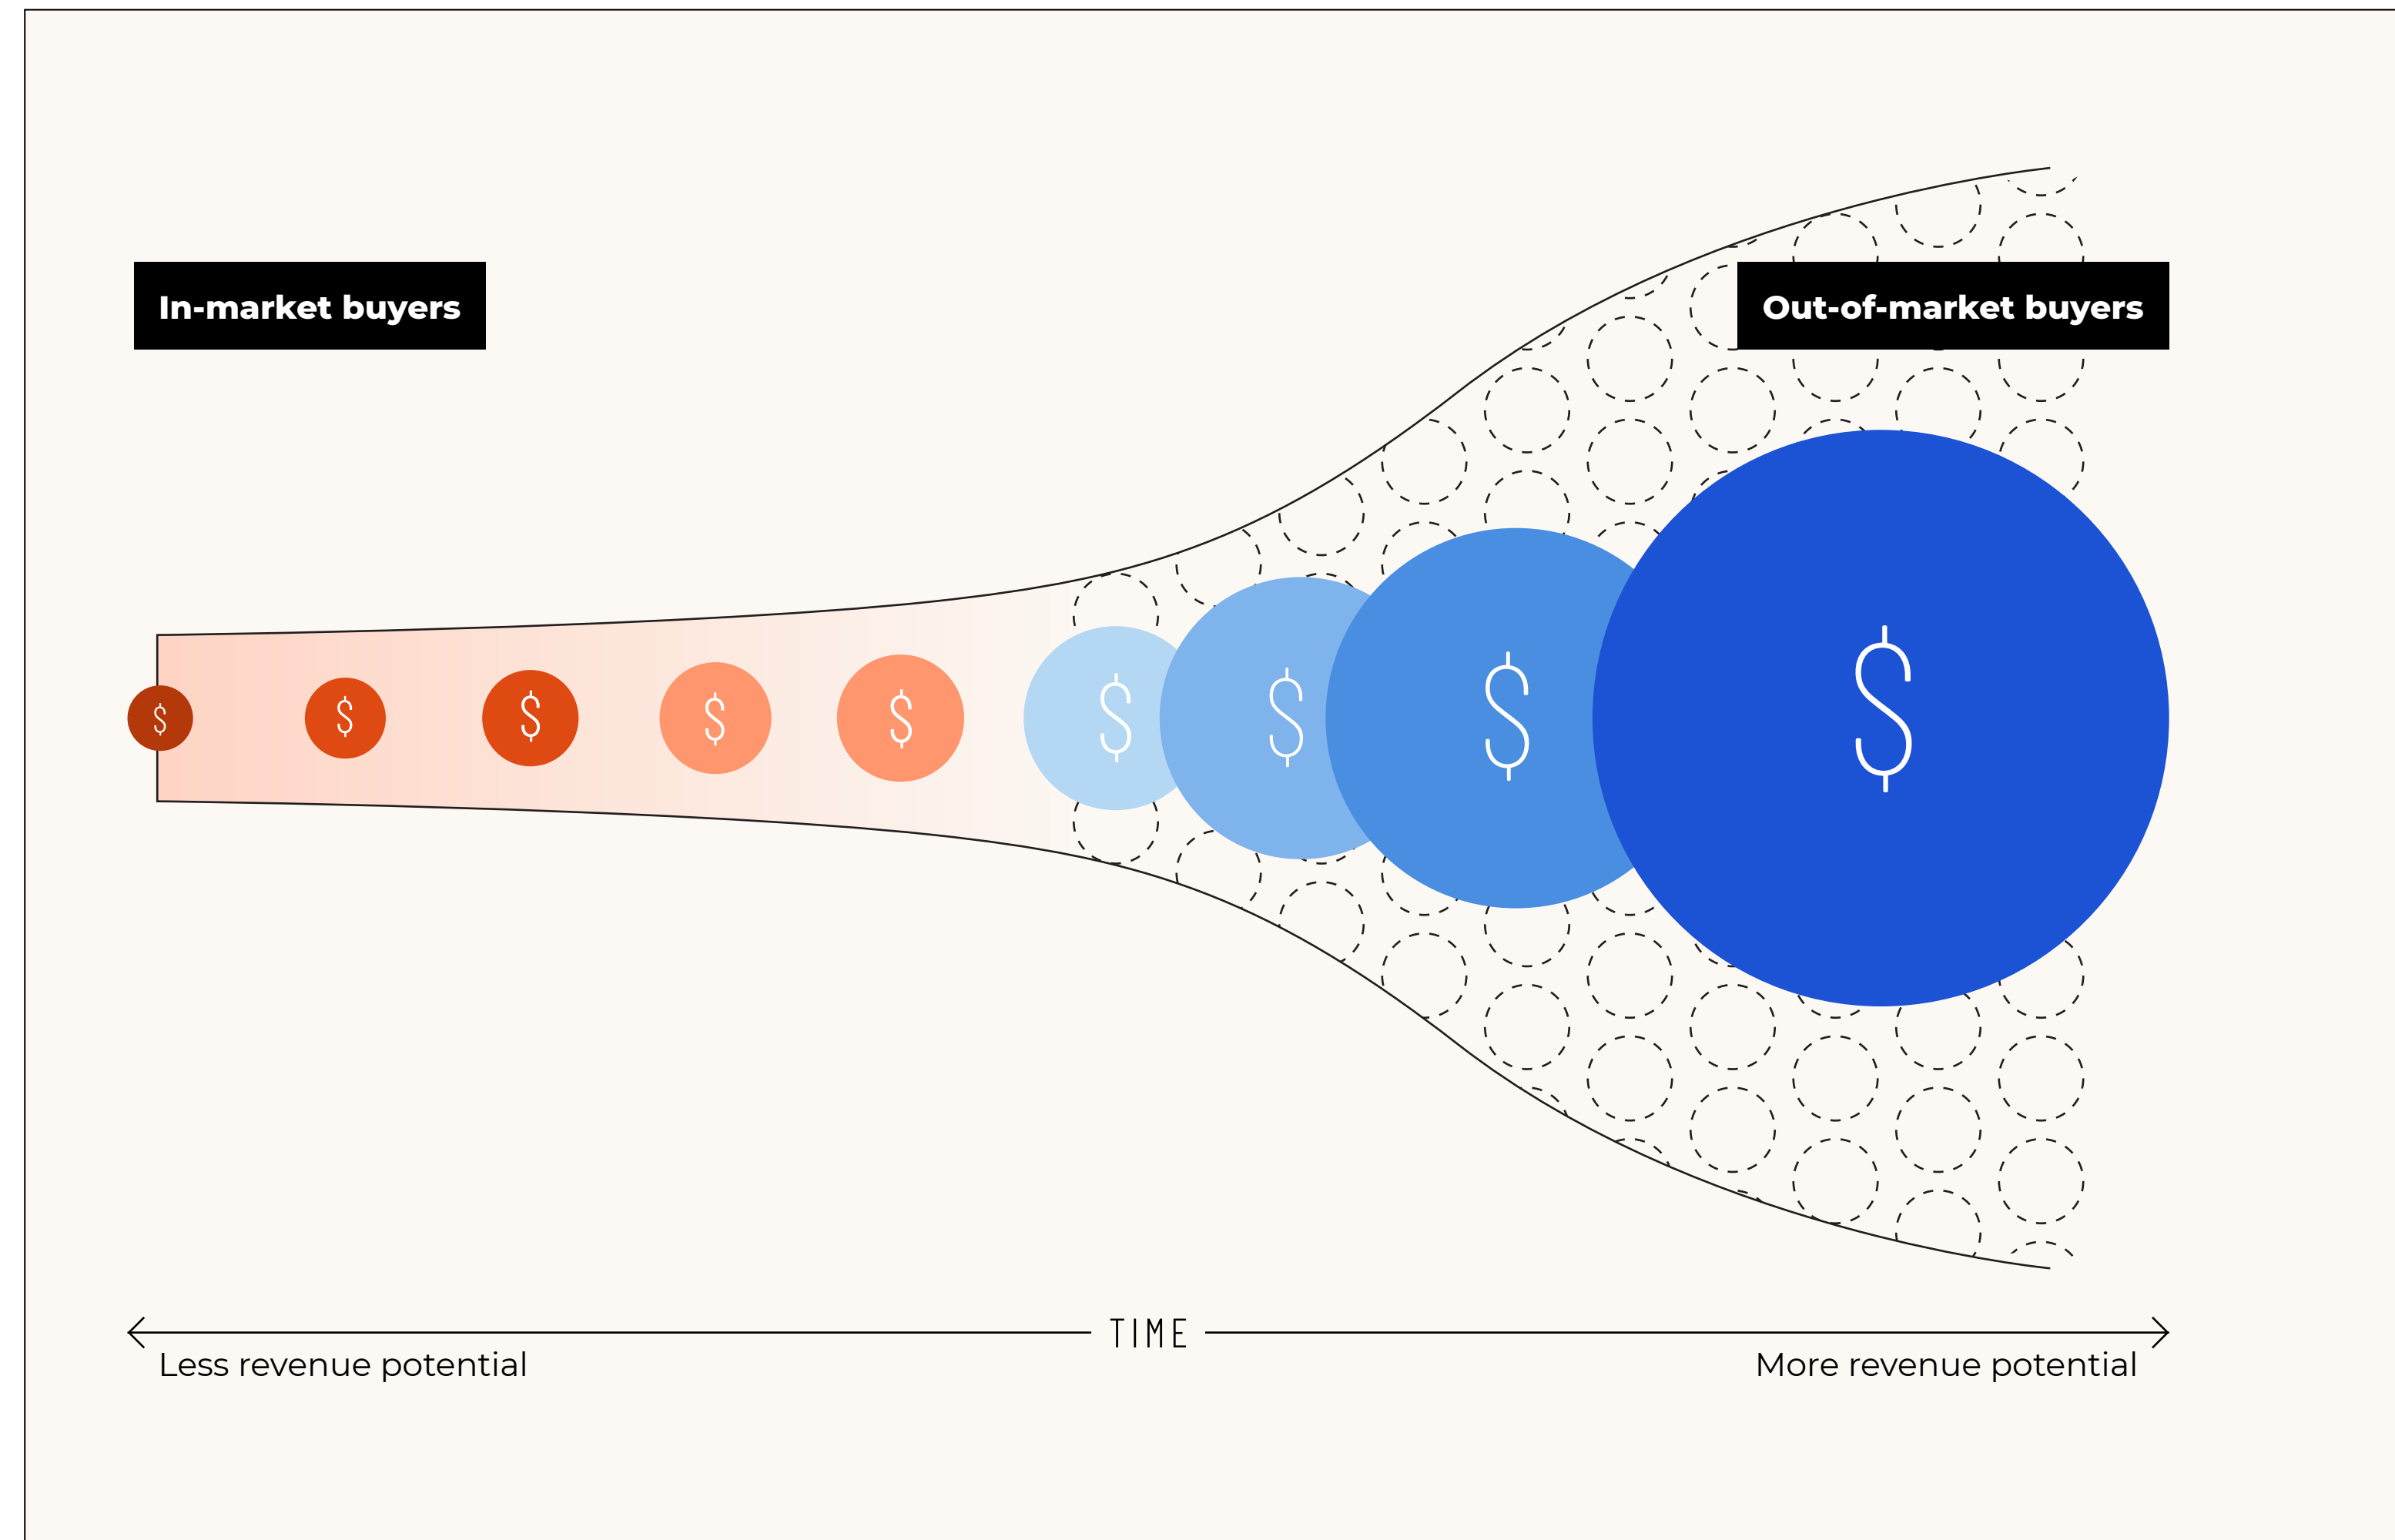 In-market buyers
Out-of-market buyers
$
$
$
$
$
$
$
$
$
TIME
Less revenue potential
More revenue potential